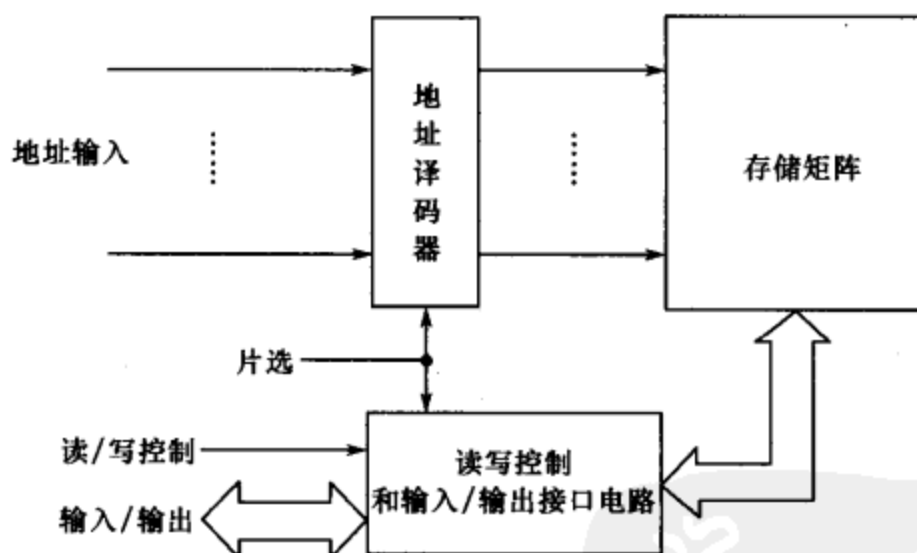 地址输入
地址译码器
存储矩阵
片选
读/写控制
输入/输出
读写控制
和输入/输出接口电路